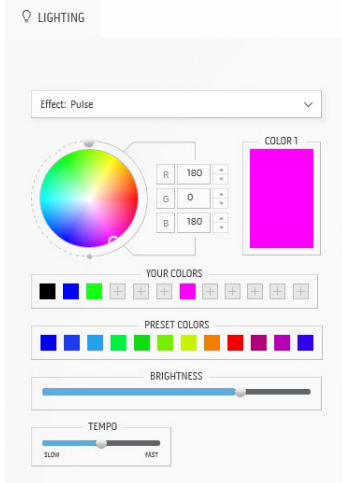 LIGHTING
Effect: Pulse
COLOR 1
R 180
G 0
B 180
YOUR COLORS
PRESET COLORS
BRIGHTNESS
TEMPO
SLOW FAST